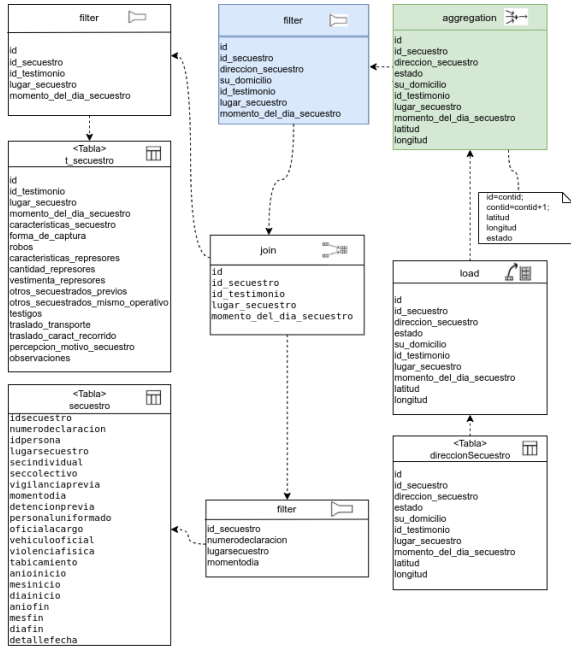 filter
id
id_secuestro
id_testimonio
lugar_secuestro
momento_del_dia_secuestro
filter
id
id_secuestro
direccion_secuestro
su_domicilio
id_testimonio
lugar_secuestro
momento_del_dia_secuestro
aggregation
id
id_secuestro
direccion_secuestro
estado
su_domicilio
id_testimonio
lugar_secuestro
momento_del_dia_secuestro
latitud
longitud
<Tabla>
t_secuestro
id
id_testimonio
lugar_secuestro
momento_del_dia_secuestro
caracteristicas_secuestro
forma_de_captura
robos
caracteristicas_represores
cantidad_represores
vestimenta_represores
otros_secuestrados_previos
otros_secuestrados_mismo_operativo
testigos
traslado_transporte
traslado_caract_recorrido
percepcion_motivo_secuestro
observaciones
id=contid;
contid=contid+1;
latitud
longitud
estado
join
id
id_secuestro
id_testimonio
lugar_secuestro
momento_del_dia_secuestro
load
id
id_secuestro
direccion_secuestro
estado
su_domicilio
id_testimonio
lugar_secuestro
momento_del_dia_secuestro
latitud
longitud
<Tabla>
secuestro
idsecuestro
numerodeclaracion
idpersona
lugarsecuestro
secindividual
seccolectivo
vigilanciaprevia
momentodia
detencionprevia
personaluniformado
oficialacargo
vehiculooficial
violenciafisica
tabicamiento
anioinicio
mesinicio
diainicio
aniofin
mesfin
diafin
detallefecha
filter
id_secuestro
numerodeclaracion
lugarsecuestro
momentodia
<Tabla>
direccionSecuestro
id
id_secuestro
direccion_secuestro
estado
su_domicilio
id_testimonio
lugar_secuestro
momento_del_dia_secuestro
latitud
longitud